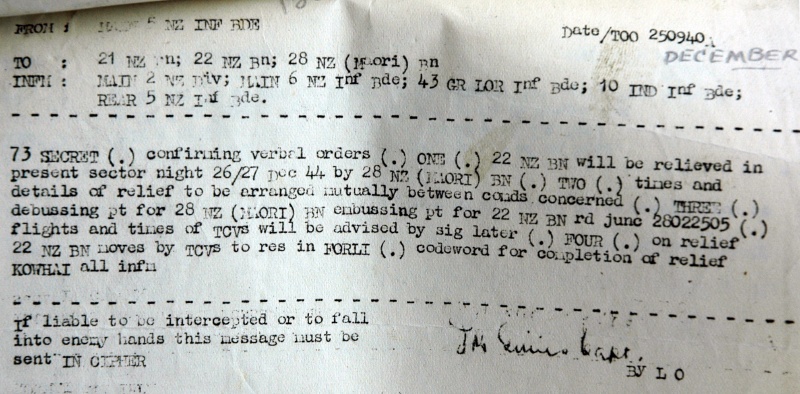 FROM : MAIN 5 NZ INF BDE
Date/TOO 250940A
DECEMBER
TO : 21 NZ Bn; 22 NZ Bn; 28 NZ (Maori) Bn
INFM : MAIN 2 NZ Div; MAIN 6 NZ Inf Bde; 43 GR LOR Inf Bde; 10 IND Inf Bde;
REAR 5 NZ Inf Bde.
73 SECRET (.) confirming verbal orders (.) ONE (.) 22 NZ BN will be relieved in
present sector night 26/27 Dec 44 by 28 NZ (MAORI) BN (.) TWO (.) times and
details of relief to be arranged mutually between comds concerned (.) THREE (.)
debussing pt for 28 NZ (MAORI) BN embussing pt for 22 NZ BN rd junc 28022505 (.)
flights and times of TCVs will be advised by sig later (.) FOUR (.) on relief
22 NZ BN moves by TCVs to res in FORLI (.) codeword for completion of relief
KOWHAI all infm
If liable to be intercepted or to fall
into enemy hands this message must be
sent IN CIPHER
Capt.
BY L O